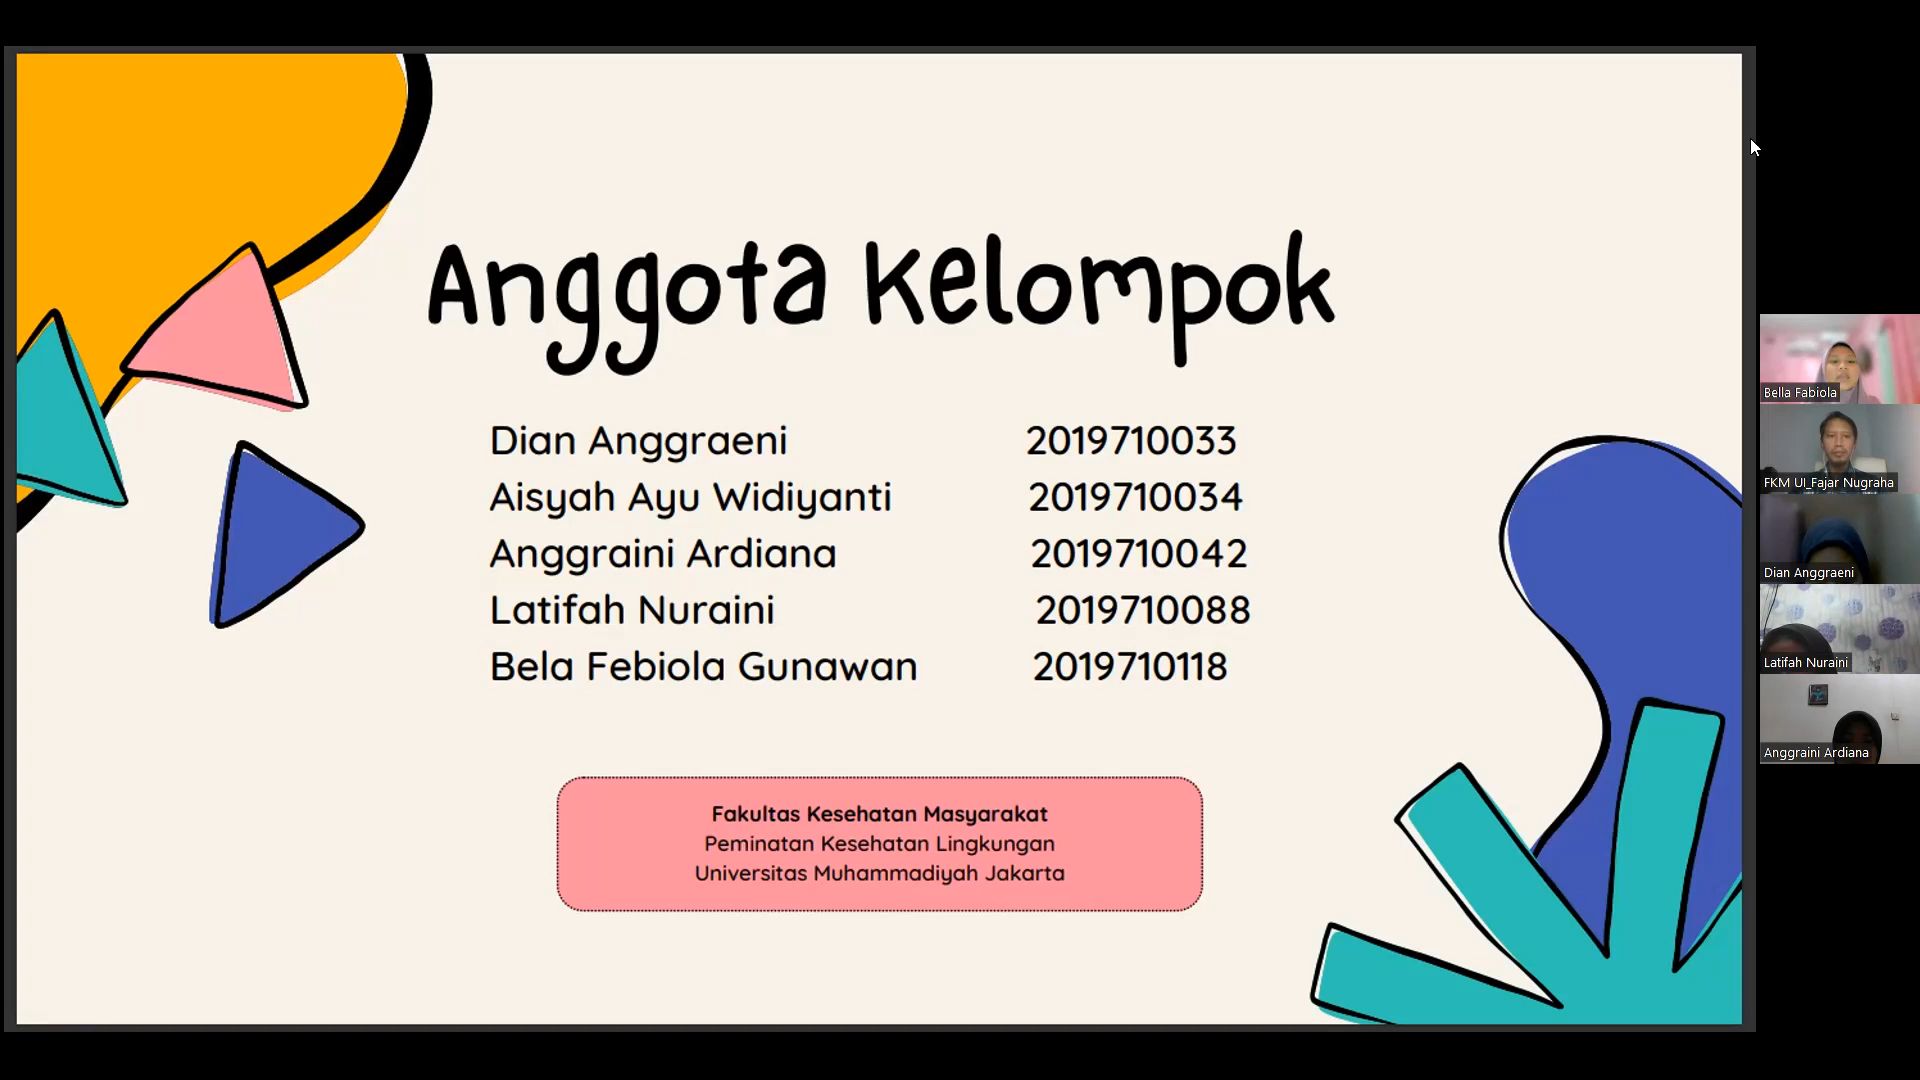 Anggota Kelompok
Dian Anggraeni 2019710033
Aisyah Ayu Widiyanti 2019710034
Anggraini Ardiana 2019710042
Latifah Nuraini 2019710088
Bela Febiola Gunawan 2019710118
Fakultas Kesehatan Masyarakat
Peminatan Kesehatan Lingkungan
Universitas Muhammadiyah Jakarta
Bella Fabiola
FKM UI_Fajar Nugraha
Dian Anggraeni
Latifah Nuraini
Anggraini Ardiana